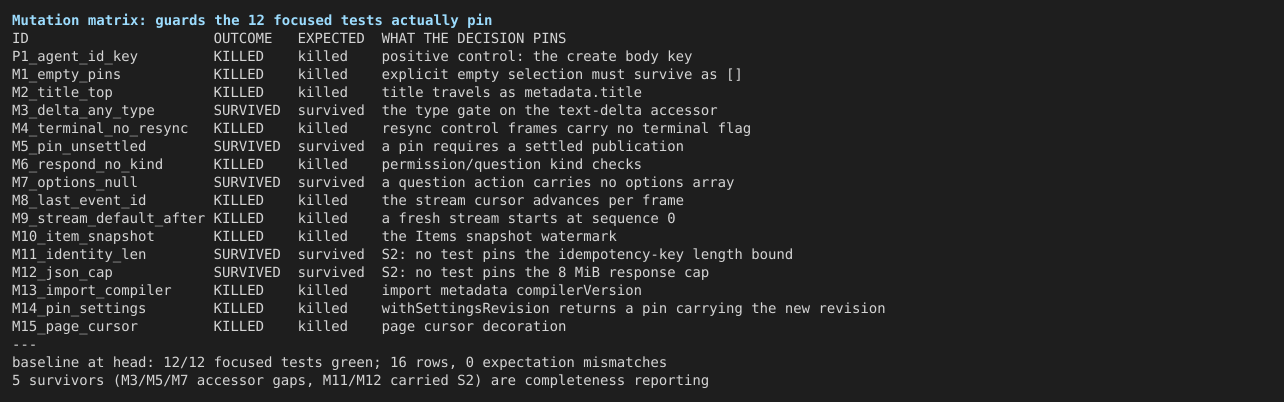 Mutation matrix: guards the 12 focused tests actually pin
ID                      OUTCOME   EXPECTED  WHAT THE DECISION PINS
P1_agent_id_key         KILLED    killed    positive control: the create body key
M1_empty_pins           KILLED    killed    explicit empty selection must survive as []
M2_title_top            KILLED    killed    title travels as metadata.title
M3_delta_any_type       SURVIVED  survived  the type gate on the text-delta accessor
M4_terminal_no_resync   KILLED    killed    resync control frames carry no terminal flag
M5_pin_unsettled        SURVIVED  survived  a pin requires a settled publication
M6_respond_no_kind      KILLED    killed    permission/question kind checks
M7_options_null         SURVIVED  survived  a question action carries no options array
M8_last_event_id        KILLED    killed    the stream cursor advances per frame
M9_stream_default_after KILLED    killed    a fresh stream starts at sequence 0
M10_item_snapshot       KILLED    killed    the Items snapshot watermark
M11_identity_len        SURVIVED  survived  S2: no test pins the idempotency-key length bound
M12_json_cap            SURVIVED  survived  S2: no test pins the 8 MiB response cap
M13_import_compiler     KILLED    killed    import metadata compilerVersion
M14_pin_settings        KILLED    killed    withSettingsRevision returns a pin carrying the new revision
M15_page_cursor         KILLED    killed    page cursor decoration
---
baseline at head: 12/12 focused tests green; 16 rows, 0 expectation mismatches
5 survivors (M3/M5/M7 accessor gaps, M11/M12 carried S2) are completeness reporting